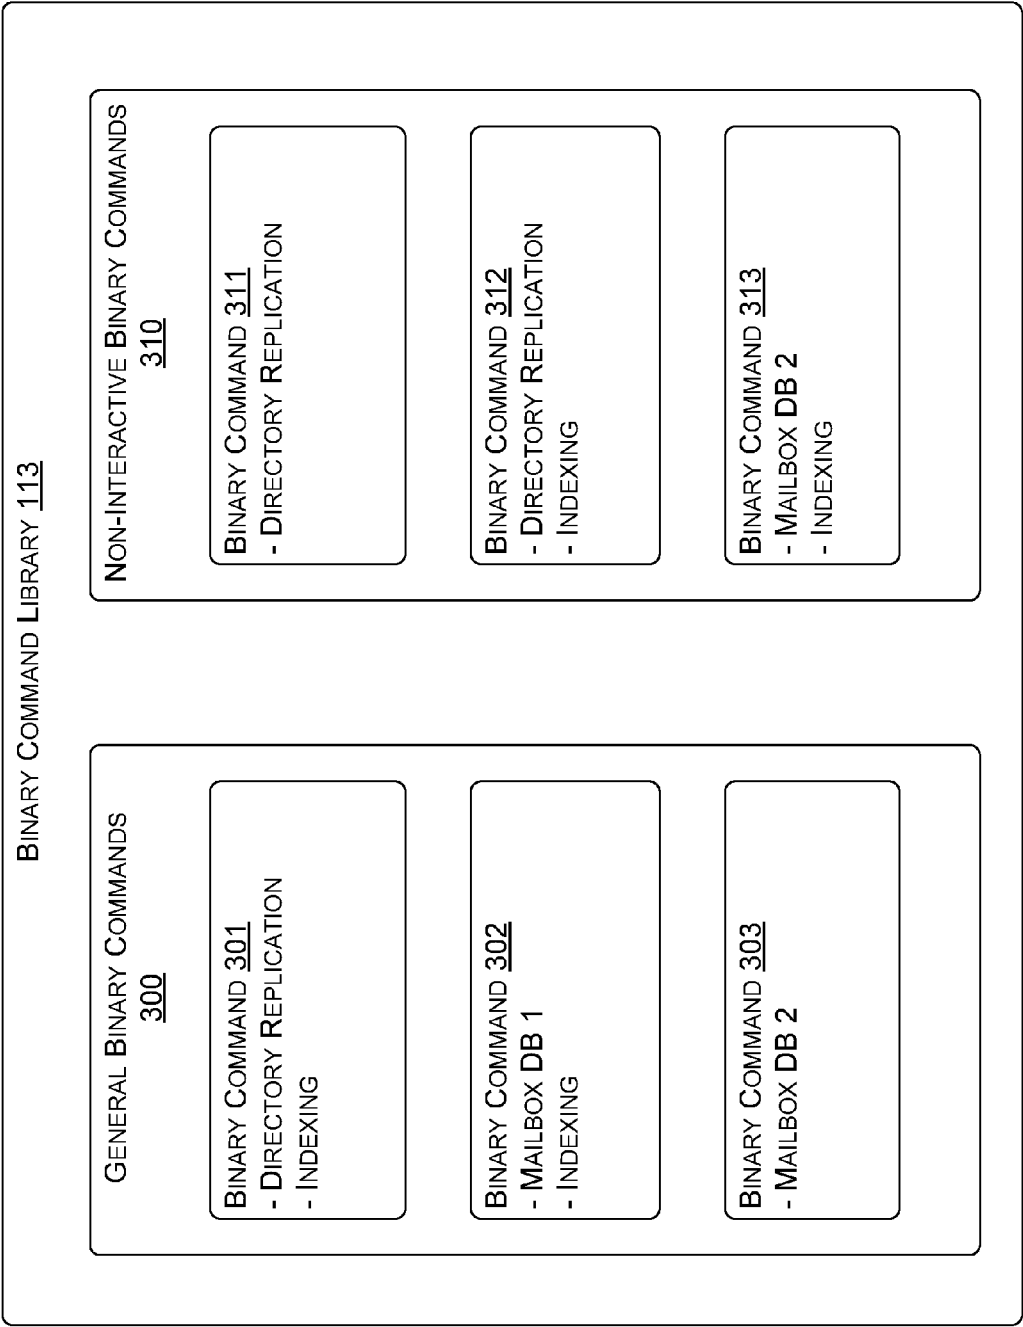 BINARY COMMAND LIBRARY 113
GENERAL BINARY COMMANDS
300
BINARY COMMAND 301
- DIRECTORY REPLICATION
- INDEXING
BINARY COMMAND 302
- MAILBOX DB 1
- INDEXING
BINARY COMMAND 303
- MAILBOX DB 2
NON-INTERACTIVE BINARY COMMANDS
310
BINARY COMMAND 311
- DIRECTORY REPLICATION
BINARY COMMAND 312
- DIRECTORY REPLICATION
- INDEXING
BINARY COMMAND 313
- MAILBOX DB 2
- INDEXING